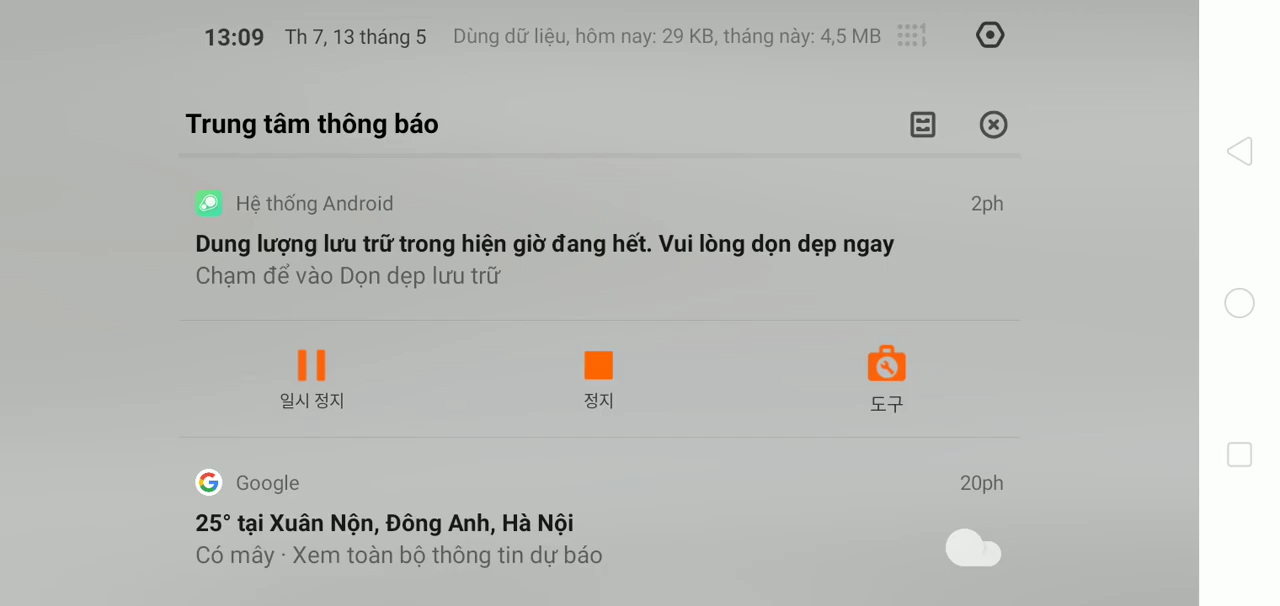 13:09 Th 7, 13 tháng 5 Dùng dữ liệu, hôm nay: 29 KB, tháng này: 4,5 MB
Trung tâm thông báo
Hệ thống Android 2ph
Dung lượng lưu trữ trong hiện giờ đang hết. Vui lòng dọn dẹp ngay
Chạm để vào Dọn dẹp lưu trữ
일시 정지 정지 도구
Google 20ph
25° tại Xuân Nộn, Đông Anh, Hà Nội
Có mây · Xem toàn bộ thông tin dự báo